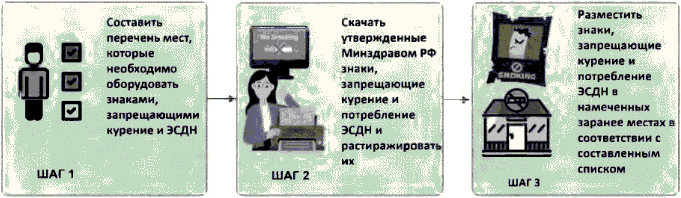 Составить
перечень мест,
которые
необходимо
оборудовать
знаками,
запрещающими
курение и ЭСДН
ШАГ 1
Скачать
утвержденные
Минздравом РФ
знаки,
запрещающие
курение и
потребление
ЭСДН и
растиражировать
их
ШАГ 2
Разместить
знаки,
запрещающие
курение и
потребление
ЭСДН в
намеченных
заранее местах в
соответствии с
составленным
списком
SMOKING
ШАГ 3